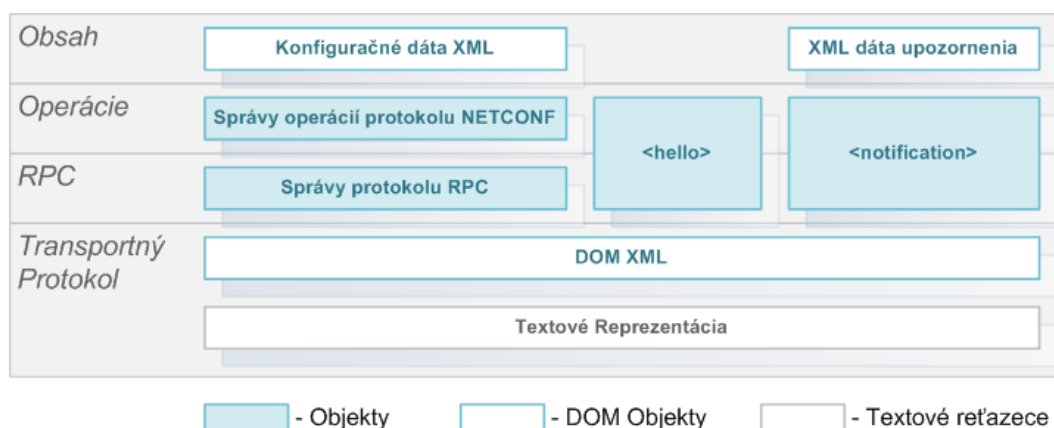 Obsah
Konfiguračné dáta XML
XML dáta upozornenia
Operácie
Správy operácií protokolu NETCONF
<hello>
<notification>
RPC
Správy protokolu RPC
Transportný
Protokol
DOM XML
Textové Reprezentácia
- Objekty
- DOM Objekty
- Textové reťazece